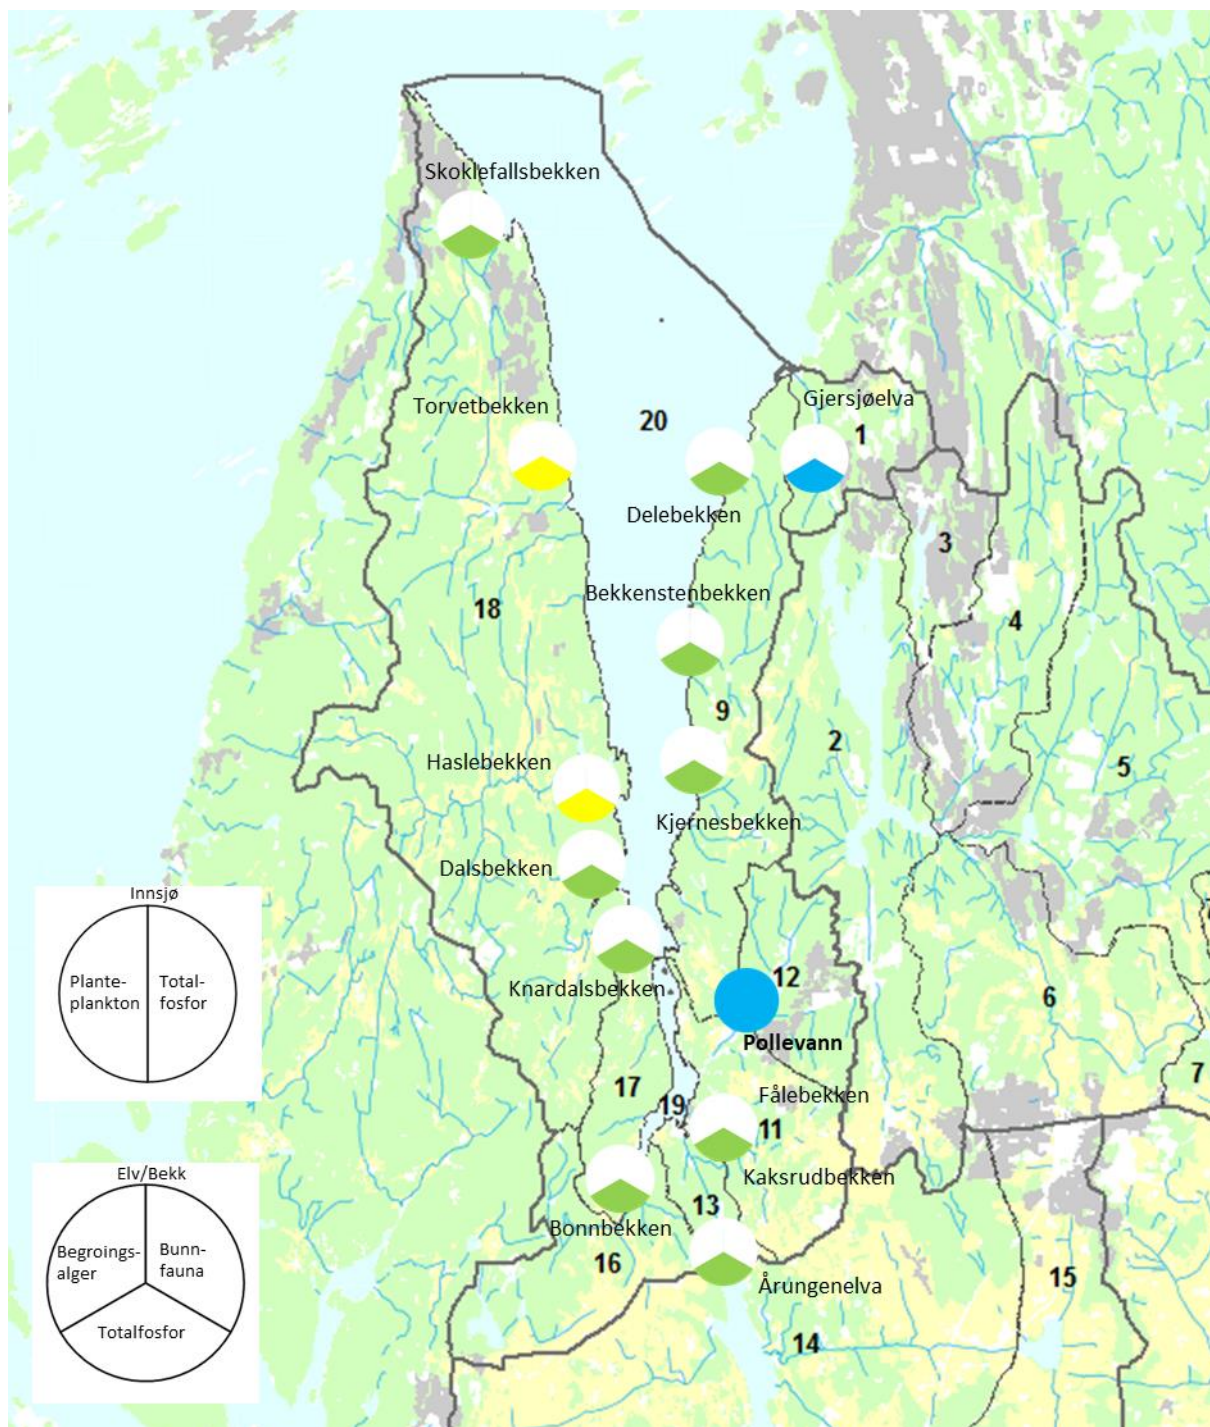 Skoklefallsbekken
Torvetbekken
20
Gjersjøelva
1
Delebekken
3
Bekkenstenbekken
18
4
9
2
5
Haslebekken
Kjernesbekken
Dalsbekken
Innsjø
Plante-
plankton
Total-
fosfor
7
12
Knardalsbekken
6
Pollevann
7
17
Fålebekken
19
11
Elv/Bekk
Kaksrudbekken
Begroings-
alger
Bunn-
fauna
Totalfosfor
13
Bonnbekken
16
15
Årungenelva
14